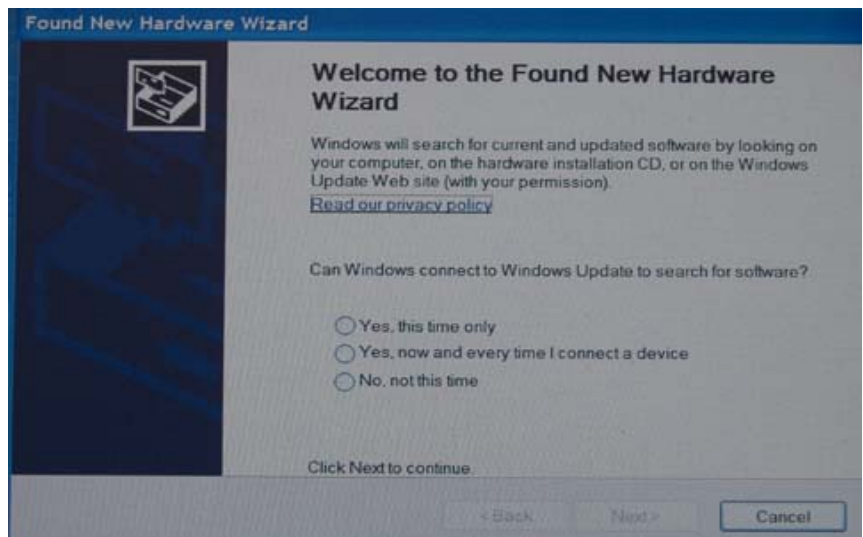 Found New Hardware Wizard
Welcome to the Found New Hardware
Wizard
Windows will search for current and updated software by looking on
your computer, on the hardware installation CD, or on the Windows
Update Web site (with your permission).
Read our privacy policy
Can Windows connect to Windows Update to search for software?
Yes, this time only
Yes, now and every time I connect a device
No, not this time
Click Next to continue.
< Back
Next >
Cancel